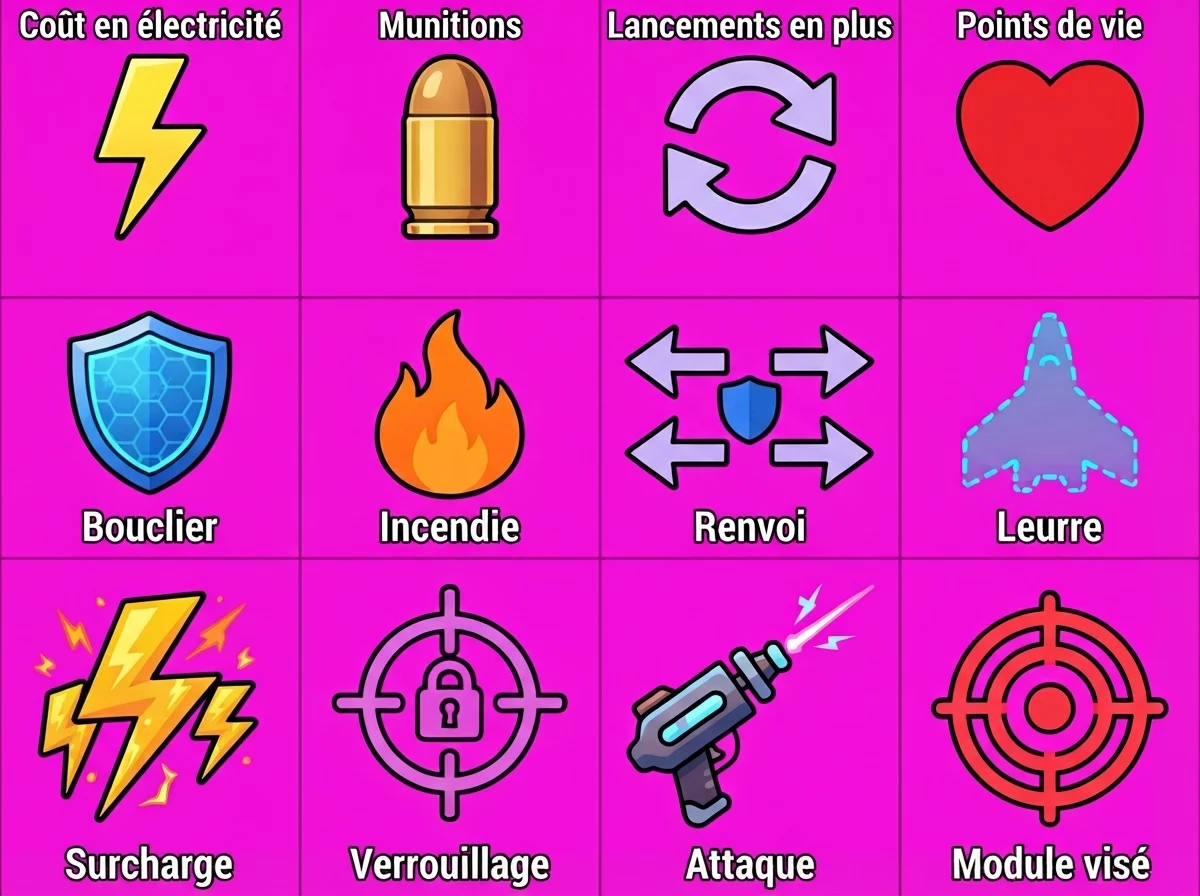 Coût en électricité
Munitions
Lancements en plus
Points de vie
Bouclier
Incendie
Renvoi
Leurre
Surcharge
Verrouillage
Attaque
Module visé